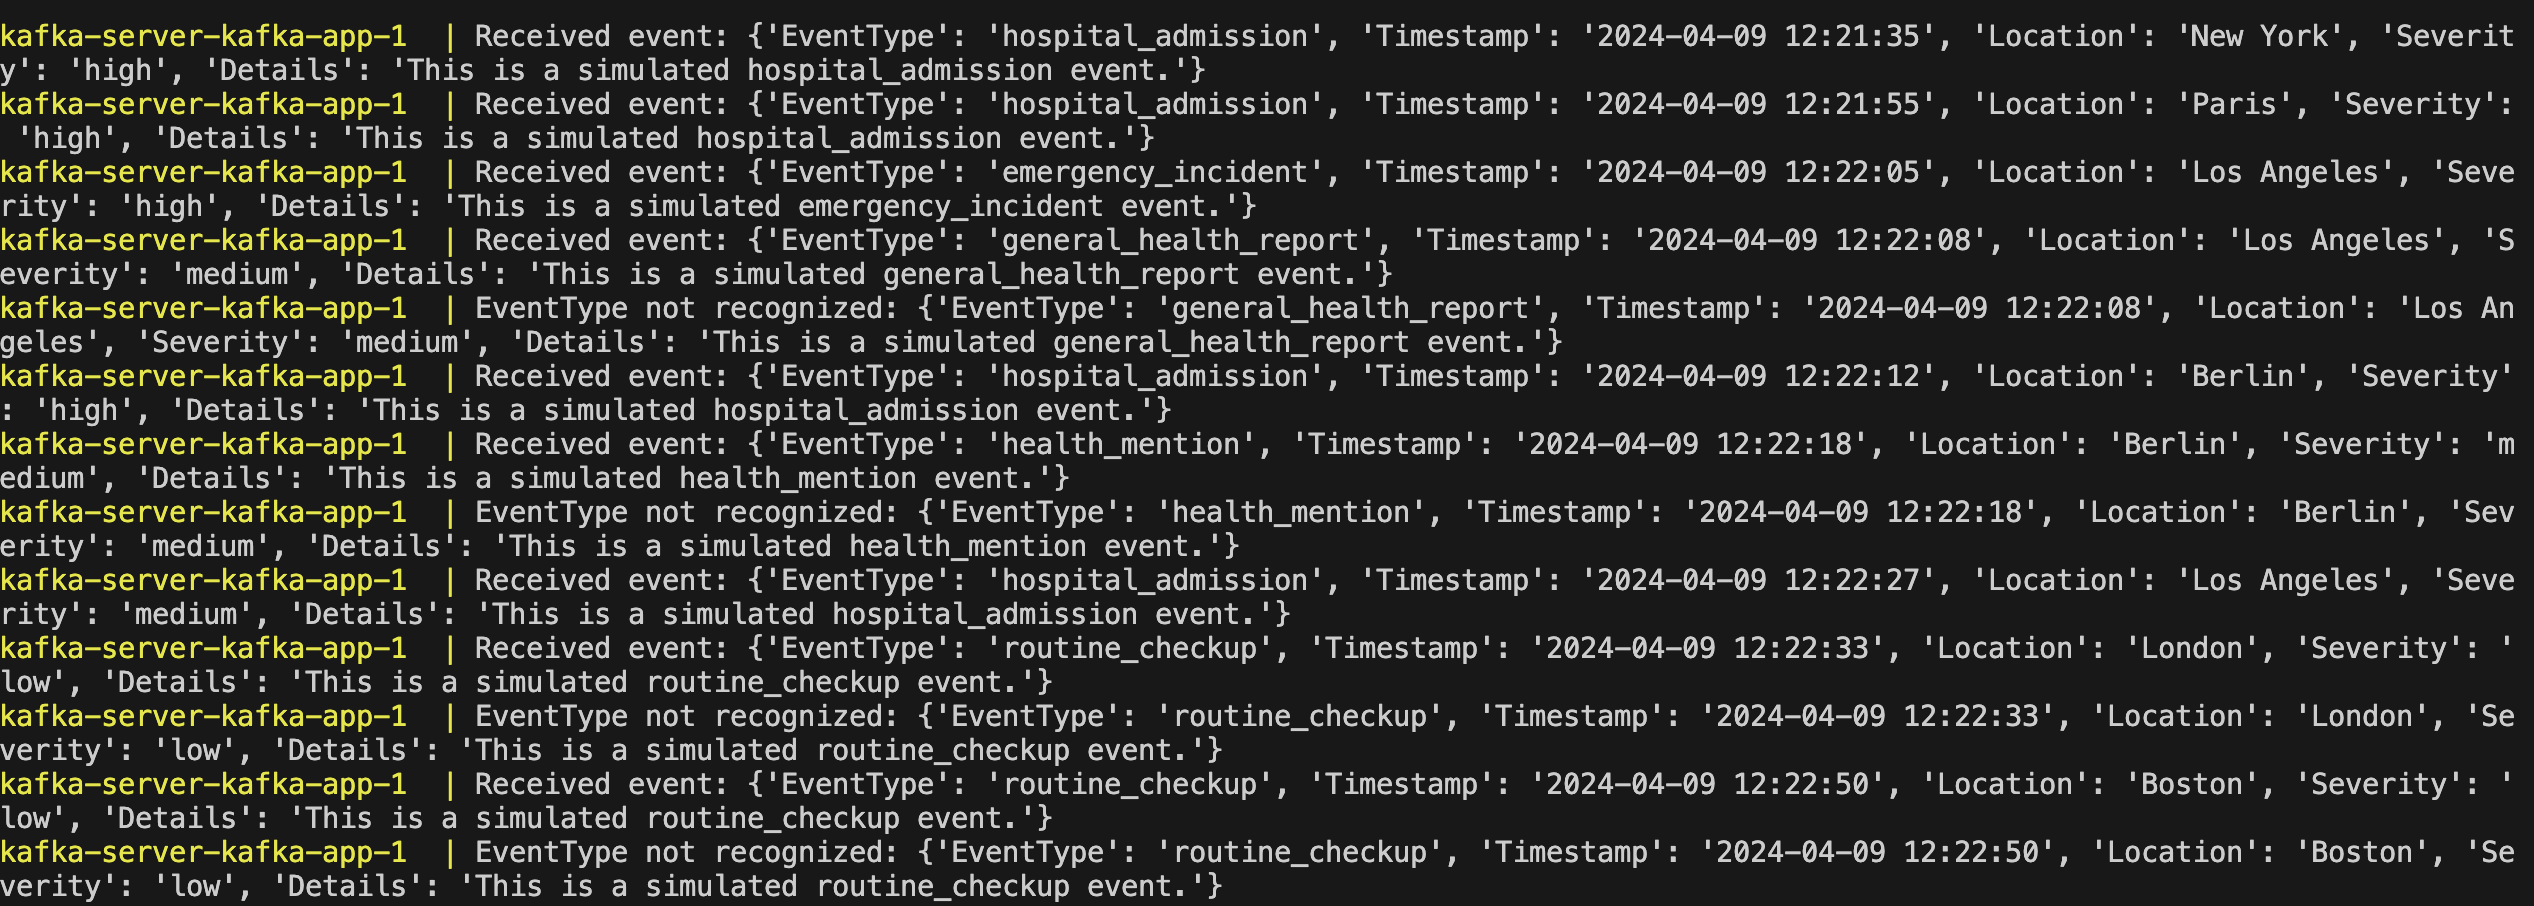 kafka-server-kafka-app-1  | Received event: {'EventType': 'hospital_admission', 'Timestamp': '2024-04-09 12:21:35', 'Location': 'New York', 'Severit
y': 'high', 'Details': 'This is a simulated hospital_admission event.'}
kafka-server-kafka-app-1  | Received event: {'EventType': 'hospital_admission', 'Timestamp': '2024-04-09 12:21:55', 'Location': 'Paris', 'Severity':
 'high', 'Details': 'This is a simulated hospital_admission event.'}
kafka-server-kafka-app-1  | Received event: {'EventType': 'emergency_incident', 'Timestamp': '2024-04-09 12:22:05', 'Location': 'Los Angeles', 'Seve
rity': 'high', 'Details': 'This is a simulated emergency_incident event.'}
kafka-server-kafka-app-1  | Received event: {'EventType': 'general_health_report', 'Timestamp': '2024-04-09 12:22:08', 'Location': 'Los Angeles', 'S
everity': 'medium', 'Details': 'This is a simulated general_health_report event.'}
kafka-server-kafka-app-1  | EventType not recognized: {'EventType': 'general_health_report', 'Timestamp': '2024-04-09 12:22:08', 'Location': 'Los An
geles', 'Severity': 'medium', 'Details': 'This is a simulated general_health_report event.'}
kafka-server-kafka-app-1  | Received event: {'EventType': 'hospital_admission', 'Timestamp': '2024-04-09 12:22:12', 'Location': 'Berlin', 'Severity'
: 'high', 'Details': 'This is a simulated hospital_admission event.'}
kafka-server-kafka-app-1  | Received event: {'EventType': 'health_mention', 'Timestamp': '2024-04-09 12:22:18', 'Location': 'Berlin', 'Severity': 'm
edium', 'Details': 'This is a simulated health_mention event.'}
kafka-server-kafka-app-1  | EventType not recognized: {'EventType': 'health_mention', 'Timestamp': '2024-04-09 12:22:18', 'Location': 'Berlin', 'Sev
erity': 'medium', 'Details': 'This is a simulated health_mention event.'}
kafka-server-kafka-app-1  | Received event: {'EventType': 'hospital_admission', 'Timestamp': '2024-04-09 12:22:27', 'Location': 'Los Angeles', 'Seve
rity': 'medium', 'Details': 'This is a simulated hospital_admission event.'}
kafka-server-kafka-app-1  | Received event: {'EventType': 'routine_checkup', 'Timestamp': '2024-04-09 12:22:33', 'Location': 'London', 'Severity': '
low', 'Details': 'This is a simulated routine_checkup event.'}
kafka-server-kafka-app-1  | EventType not recognized: {'EventType': 'routine_checkup', 'Timestamp': '2024-04-09 12:22:33', 'Location': 'London', 'Se
verity': 'low', 'Details': 'This is a simulated routine_checkup event.'}
kafka-server-kafka-app-1  | Received event: {'EventType': 'routine_checkup', 'Timestamp': '2024-04-09 12:22:50', 'Location': 'Boston', 'Severity': '
low', 'Details': 'This is a simulated routine_checkup event.'}
kafka-server-kafka-app-1  | EventType not recognized: {'EventType': 'routine_checkup', 'Timestamp': '2024-04-09 12:22:50', 'Location': 'Boston', 'Se
verity': 'low', 'Details': 'This is a simulated routine_checkup event.'}